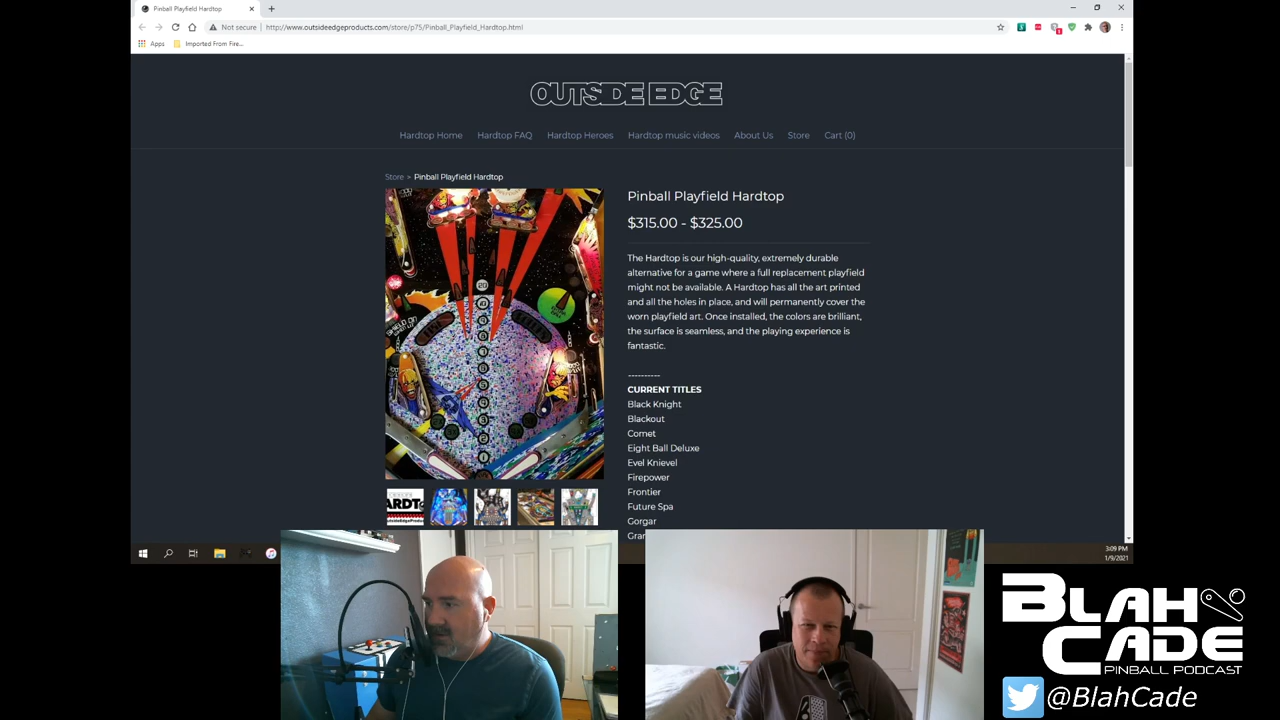 Pinball Playfield Hardtop
Not secure
http://www.outsideedgeproducts.com/store/p75/Pinball_Playfield_Hardtop.html
Apps
Imported From Fire...
OUTSIDE EDGE
Hardtop Home
Hardtop FAQ
Hardtop Heroes
Hardtop music videos
About Us
Store
Cart (0)
Store > Pinball Playfield Hardtop
Pinball Playfield Hardtop
$315.00 - $325.00
The Hardtop is our high-quality, extremely durable
alternative for a game where a full replacement playfield
might not be available. A Hardtop has all the art printed
and all the holes in place, and will permanently cover the
worn playfield art. Once installed, the colors are brilliant,
the surface is seamless, and the playing experience is
fantastic.
----------
CURRENT TITLES
Black Knight
Blackout
Comet
Eight Ball Deluxe
Evel Knievel
Firepower
Frontier
Future Spa
Gorgar
3:09 PM
1/9/2021
BLAH
CADE
PINBALL PODCAST
@BlahCade